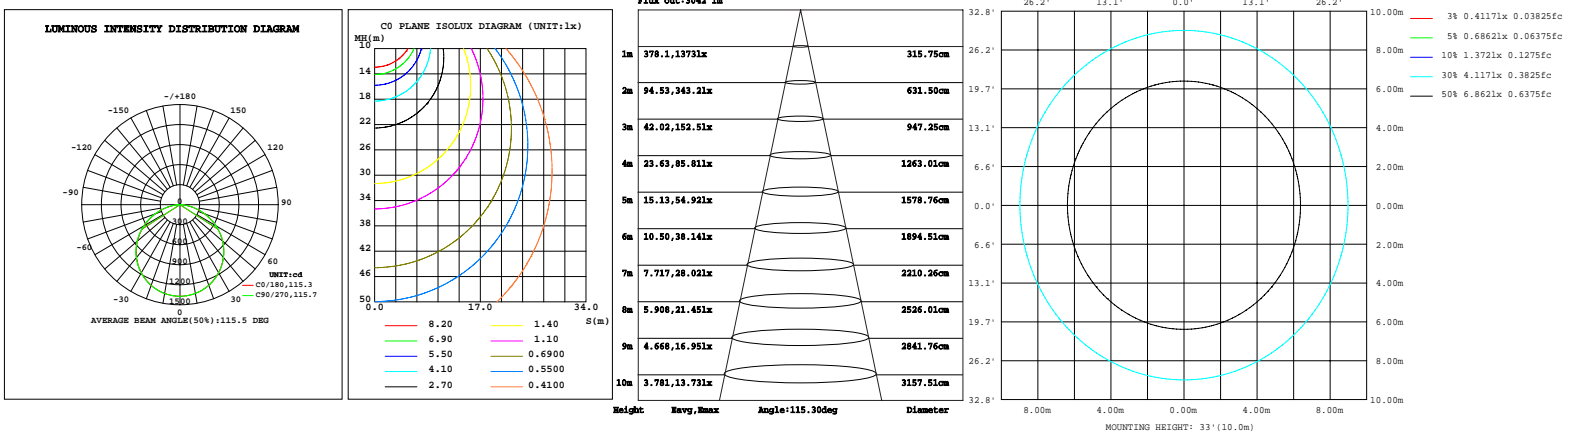 LUMINOUS INTENSITY DISTRIBUTION DIAGRAM
-/+180
-150 150
-120 120
-90 90
-60 60
-30 30
0
0
300
600
900
1200
1500
UNIT:cd
C0/180,115.3
C90/270,115.7
AVERAGE BEAM ANGLE(50%):115.5 DEG
C0 PLANE ISOLUX DIAGRAM (UNIT:lx)
MH(m)
10
14
18
22
26
30
34
38
42
46
50
0.0 17.0 34.0
S(m)
8.20 1.40
6.90 1.10
5.50 0.6900
4.10 0.5500
2.70 0.4100
Flux out:3042 lm
1m 378.1,1373lx 315.75cm
2m 94.53,343.2lx 631.50cm
3m 42.02,152.5lx 947.25cm
4m 23.63,85.81lx 1263.01cm
5m 15.13,54.92lx 1578.76cm
6m 10.50,38.14lx 1894.51cm
7m 7.717,28.02lx 2210.26cm
8m 5.908,21.45lx 2526.01cm
9m 4.668,16.95lx 2841.76cm
10m 3.781,13.73lx 3157.51cm
Height Eavg,Emax Angle:115.30deg Diameter
26.2' 13.1' 0.0' 13.1' 26.2'
32.8' 10.00m
26.2' 8.00m
19.7' 6.00m
13.1' 4.00m
6.6' 2.00m
0.0' 0.00m
6.6' 2.00m
13.1' 4.00m
19.7' 6.00m
26.2' 8.00m
32.8' 10.00m
8.00m 4.00m 0.00m 4.00m 8.00m
MOUNTING HEIGHT: 33'(10.0m)
3% 0.4117lx 0.03825fc
5% 0.6862lx 0.06375fc
10% 1.372lx 0.1275fc
30% 4.117lx 0.3825fc
50% 6.862lx 0.6375fc